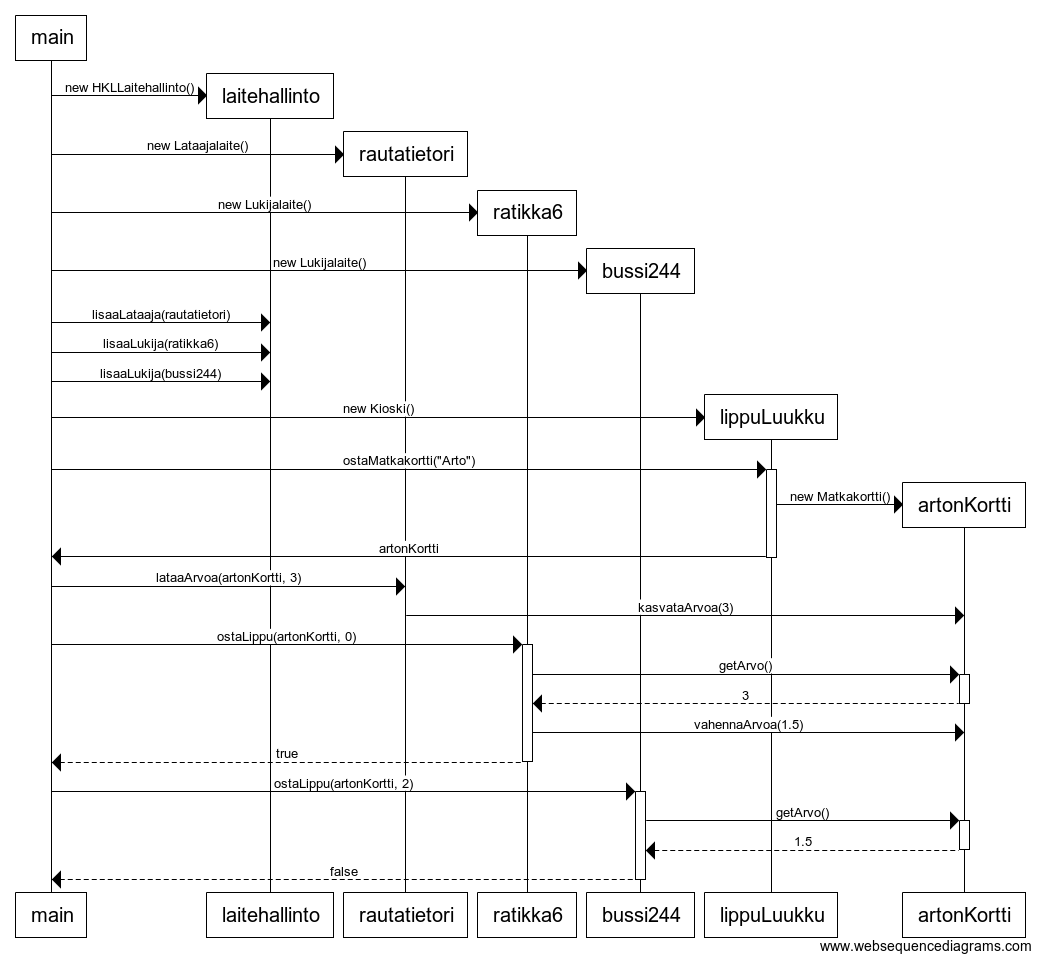 main
new HKLLaitehallinto()
laitehallinto
new Lataajalaite()
rautatietori
new Lukijalaite()
ratikka6
new Lukijalaite()
bussi244
lisaaLataaja(rautatietori)
lisaaLukija(ratikka6)
lisaaLukija(bussi244)
new Kioski()
lippuLuukku
ostaMatkakortti("Arto")
new Matkakortti()
artonKortti
artonKortti
lataaArvoa(artonKortti, 3)
kasvataArvoa(3)
ostaLippu(artonKortti, 0)
getArvo()
3
vahennaArvoa(1.5)
true
ostaLippu(artonKortti, 2)
getArvo()
1.5
false
main laitehallinto rautatietori ratikka6 bussi244 lippuLuukku artonKortti
www.websequencediagrams.com